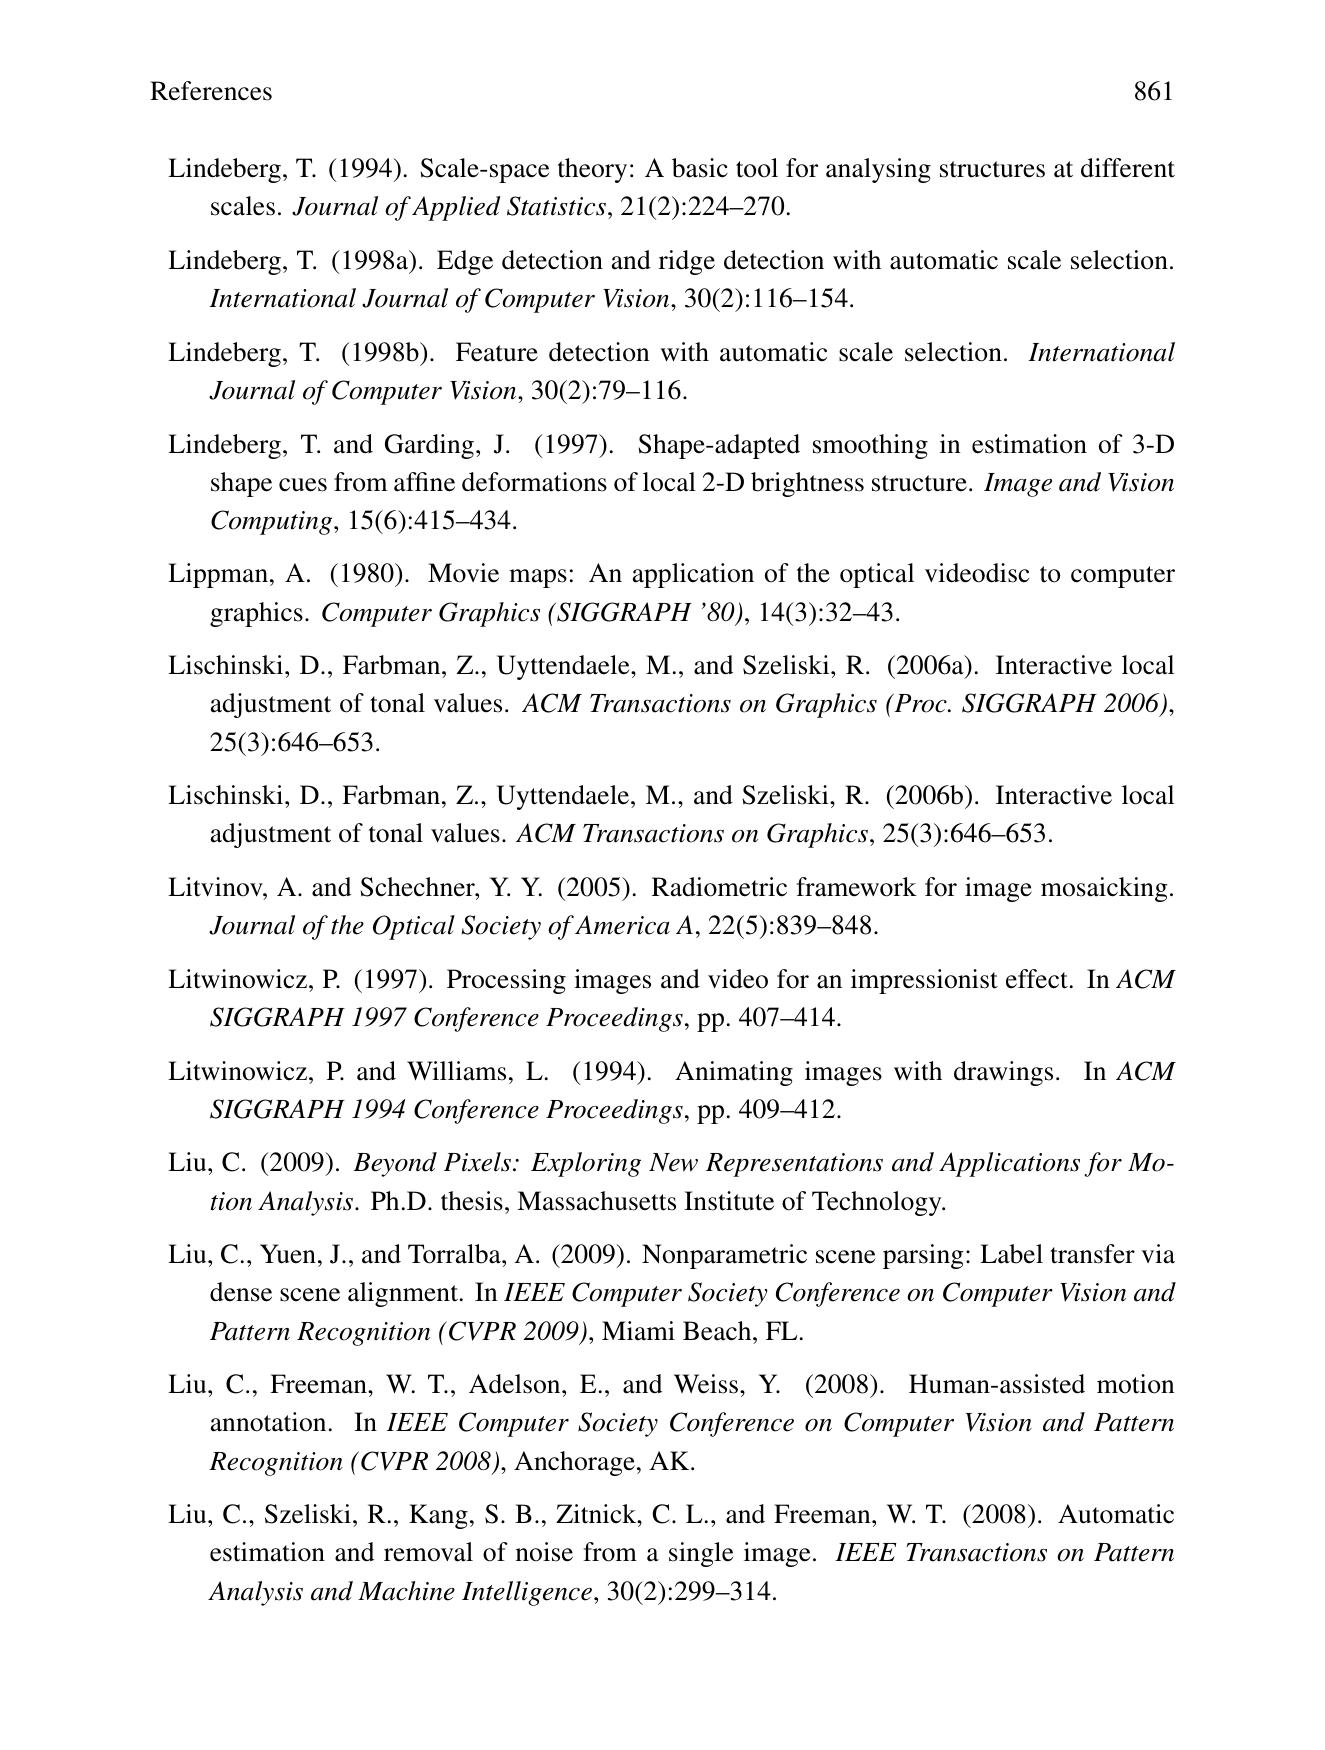 References 861
Lindeberg, T. (1994). Scale-space theory: A basic tool for analysing structures at different
scales. Journal of Applied Statistics, 21(2):224–270.
Lindeberg, T. (1998a). Edge detection and ridge detection with automatic scale selection.
International Journal of Computer Vision, 30(2):116–154.
Lindeberg, T. (1998b). Feature detection with automatic scale selection. International
Journal of Computer Vision, 30(2):79–116.
Lindeberg, T. and Garding, J. (1997). Shape-adapted smoothing in estimation of 3-D
shape cues from affine deformations of local 2-D brightness structure. Image and Vision
Computing, 15(6):415–434.
Lippman, A. (1980). Movie maps: An application of the optical videodisc to computer
graphics. Computer Graphics (SIGGRAPH ’80), 14(3):32–43.
Lischinski, D., Farbman, Z., Uyttendaele, M., and Szeliski, R. (2006a). Interactive local
adjustment of tonal values. ACM Transactions on Graphics (Proc. SIGGRAPH 2006),
25(3):646–653.
Lischinski, D., Farbman, Z., Uyttendaele, M., and Szeliski, R. (2006b). Interactive local
adjustment of tonal values. ACM Transactions on Graphics, 25(3):646–653.
Litvinov, A. and Schechner, Y. Y. (2005). Radiometric framework for image mosaicking.
Journal of the Optical Society of America A, 22(5):839–848.
Litwinowicz, P. (1997). Processing images and video for an impressionist effect. In ACM
SIGGRAPH 1997 Conference Proceedings, pp. 407–414.
Litwinowicz, P. and Williams, L. (1994). Animating images with drawings. In ACM
SIGGRAPH 1994 Conference Proceedings, pp. 409–412.
Liu, C. (2009). Beyond Pixels: Exploring New Representations and Applications for Mo-
tion Analysis. Ph.D. thesis, Massachusetts Institute of Technology.
Liu, C., Yuen, J., and Torralba, A. (2009). Nonparametric scene parsing: Label transfer via
dense scene alignment. In IEEE Computer Society Conference on Computer Vision and
Pattern Recognition (CVPR 2009), Miami Beach, FL.
Liu, C., Freeman, W. T., Adelson, E., and Weiss, Y. (2008). Human-assisted motion
annotation. In IEEE Computer Society Conference on Computer Vision and Pattern
Recognition (CVPR 2008), Anchorage, AK.
Liu, C., Szeliski, R., Kang, S. B., Zitnick, C. L., and Freeman, W. T. (2008). Automatic
estimation and removal of noise from a single image. IEEE Transactions on Pattern
Analysis and Machine Intelligence, 30(2):299–314.